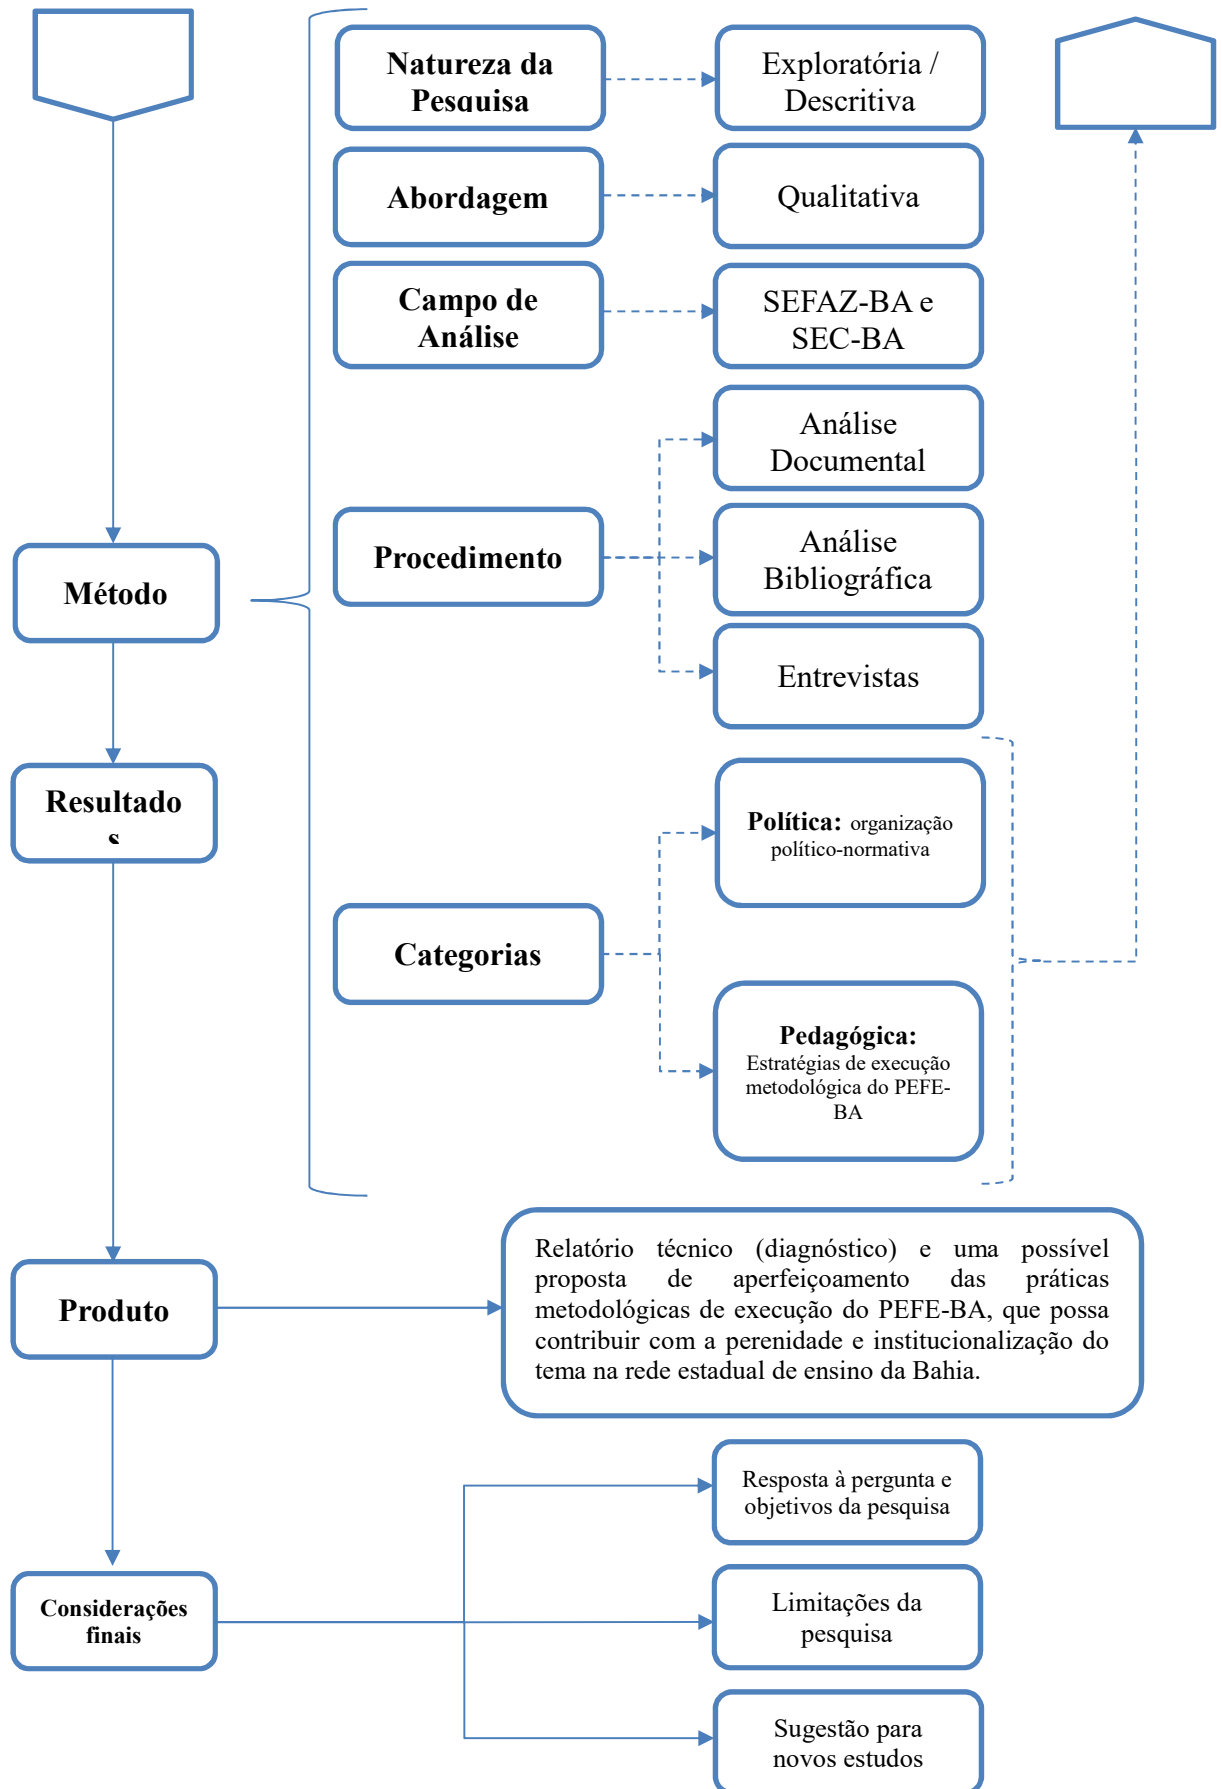 Natureza da
Pesquisa
Exploratória /
Descritiva
Abordagem
Qualitativa
Campo de
Análise
SEFAZ-BA e
SEC-BA
Análise
Documental
Procedimento
Análise
Bibliográfica
Entrevistas
Método
Resultado
s
Política: organização
político-normativa
Categorias
Pedagógica:
Estratégias de execução
metodológica do PEFE-
BA
Produto
Relatório técnico (diagnóstico) e uma possível
proposta de aperfeiçoamento das práticas
metodológicas de execução do PEFE-BA, que possa
contribuir com a perenidade e institucionalização do
tema na rede estadual de ensino da Bahia.
Considerações
finais
Resposta à pergunta e
objetivos da pesquisa
Limitações da
pesquisa
Sugestão para
novos estudos